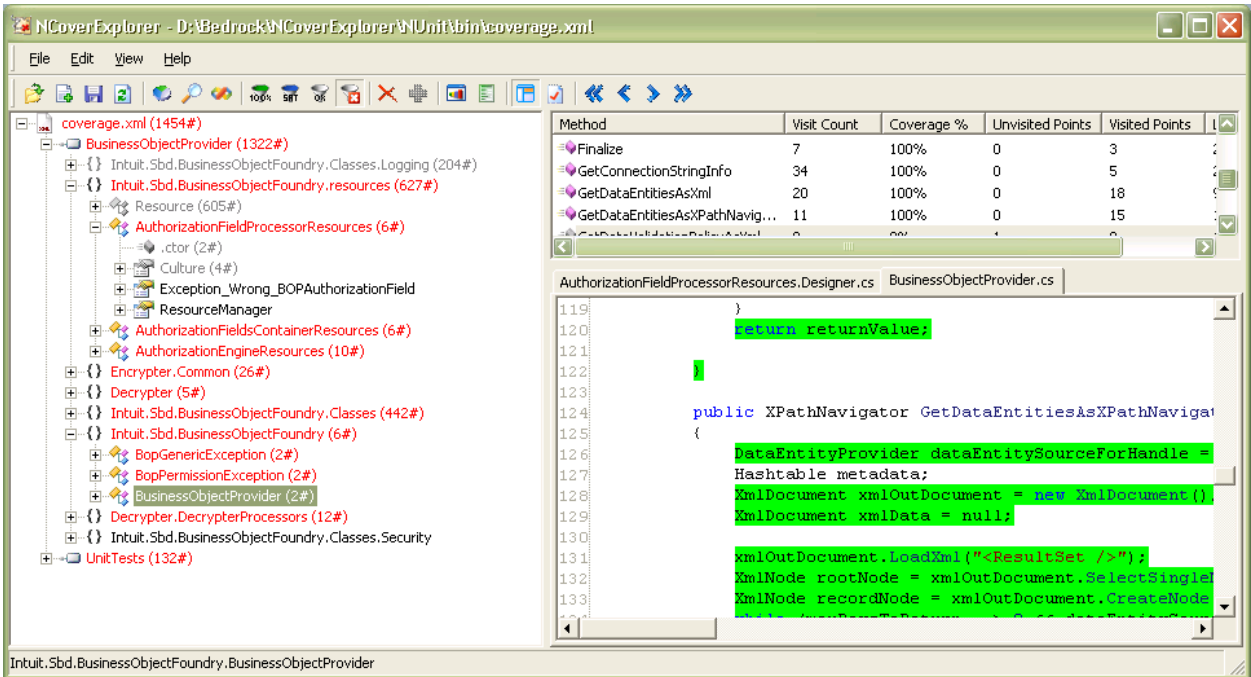 NCoverExplorer - D:\Bedrock\NCoverExplorer\NUnit\bin\coverage.xml
File Edit View Help
100% SAT OK
coverage.xml (1454#)
BusinessObjectProvider (1322#)
{} Intuit.Sbd.BusinessObjectFoundry.Classes.Logging (204#)
{} Intuit.Sbd.BusinessObjectFoundry.resources (627#)
Resource (605#)
AuthorizationFieldProcessorResources (6#)
.ctor (2#)
Culture (4#)
Exception_Wrong_BOPAuthorizationField
ResourceManager
AuthorizationFieldsContainerResources (6#)
AuthorizationEngineResources (10#)
{} Encrypter.Common (26#)
{} Decrypter (5#)
{} Intuit.Sbd.BusinessObjectFoundry.Classes (442#)
{} Intuit.Sbd.BusinessObjectFoundry (6#)
BopGenericException (2#)
BopPermissionException (2#)
BusinessObjectProvider (2#)
{} Decrypter.DecrypterProcessors (12#)
{} Intuit.Sbd.BusinessObjectFoundry.Classes.Security
UnitTests (132#)
Method Visit Count Coverage % Unvisited Points Visited Points
Finalize 7 100% 0 3
GetConnectionStringInfo 34 100% 0 5
GetDataEntitiesAsXml 20 100% 0 18
GetDataEntitiesAsXPathNavig... 11 100% 0 15
AuthorizationFieldProcessorResources.Designer.cs BusinessObjectProvider.cs
119 }
120 return returnValue;
121
122 }
123
124 public XPathNavigator GetDataEntitiesAsXPathNavigat
125 {
126 DataEntityProvider dataEntitySourceForHandle =
127 Hashtable metadata;
128 XmlDocument xmlOutDocument = new XmlDocument()
129 XmlDocument xmlData = null;
130
131 xmlOutDocument.LoadXml("<ResultSet />");
132 XmlNode rootNode = xmlOutDocument.SelectSingleN
133 XmlNode recordNode = xmlOutDocument.CreateNode
Intuit.Sbd.BusinessObjectFoundry.BusinessObjectProvider